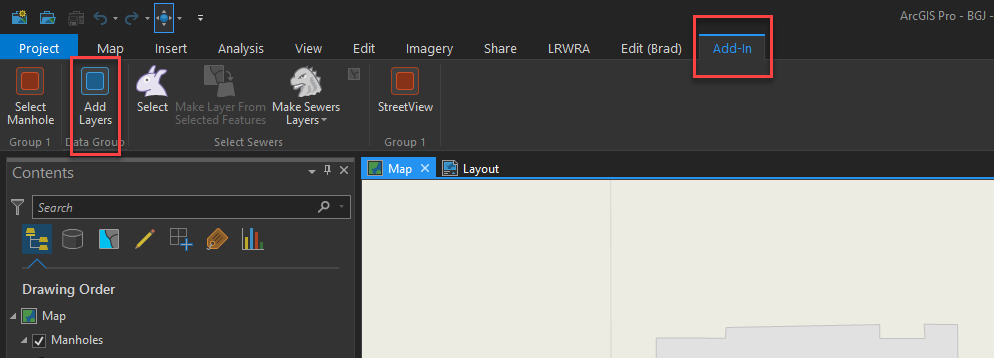 ArcGIS Pro - BGJ -
Project Map Insert Analysis View Edit Imagery Share LRWRA Edit (Brad) Add-In
Select Manhole
Add Layers
Select
Make Layer From Selected Features
Make Sewers Layers
StreetView
Group 1 Data Group Select Sewers Group 1
Contents
Map Layout
Search
Drawing Order
Map
Manholes